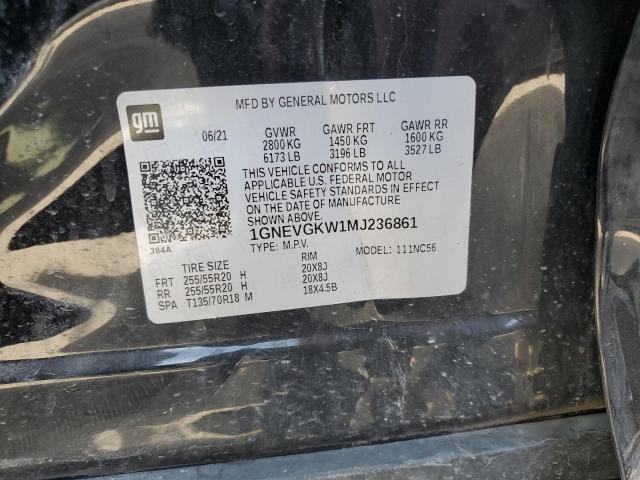 gm
MFD BY GENERAL MOTORS LLC
06/21 GVWR GAWR FRT GAWR RR
2800 KG 1450 KG 1600 KG
6173 LB 3196 LB 3527 LB
THIS VEHICLE CONFORMS TO ALL
APPLICABLE U.S. FEDERAL MOTOR
VEHICLE SAFETY STANDARDS IN EFFECT
ON THE DATE OF MANUFACTURE
SHOWN ABOVE.
384A
1GNEVGKW1MJ236861
TYPE: M.P.V. MODEL: 111NC56
TIRE SIZE RIM
FRT 255/55R20 H 20X8J
RR 255/55R20 H 20X8J
SPA T135/70R18 M 18X4.5B